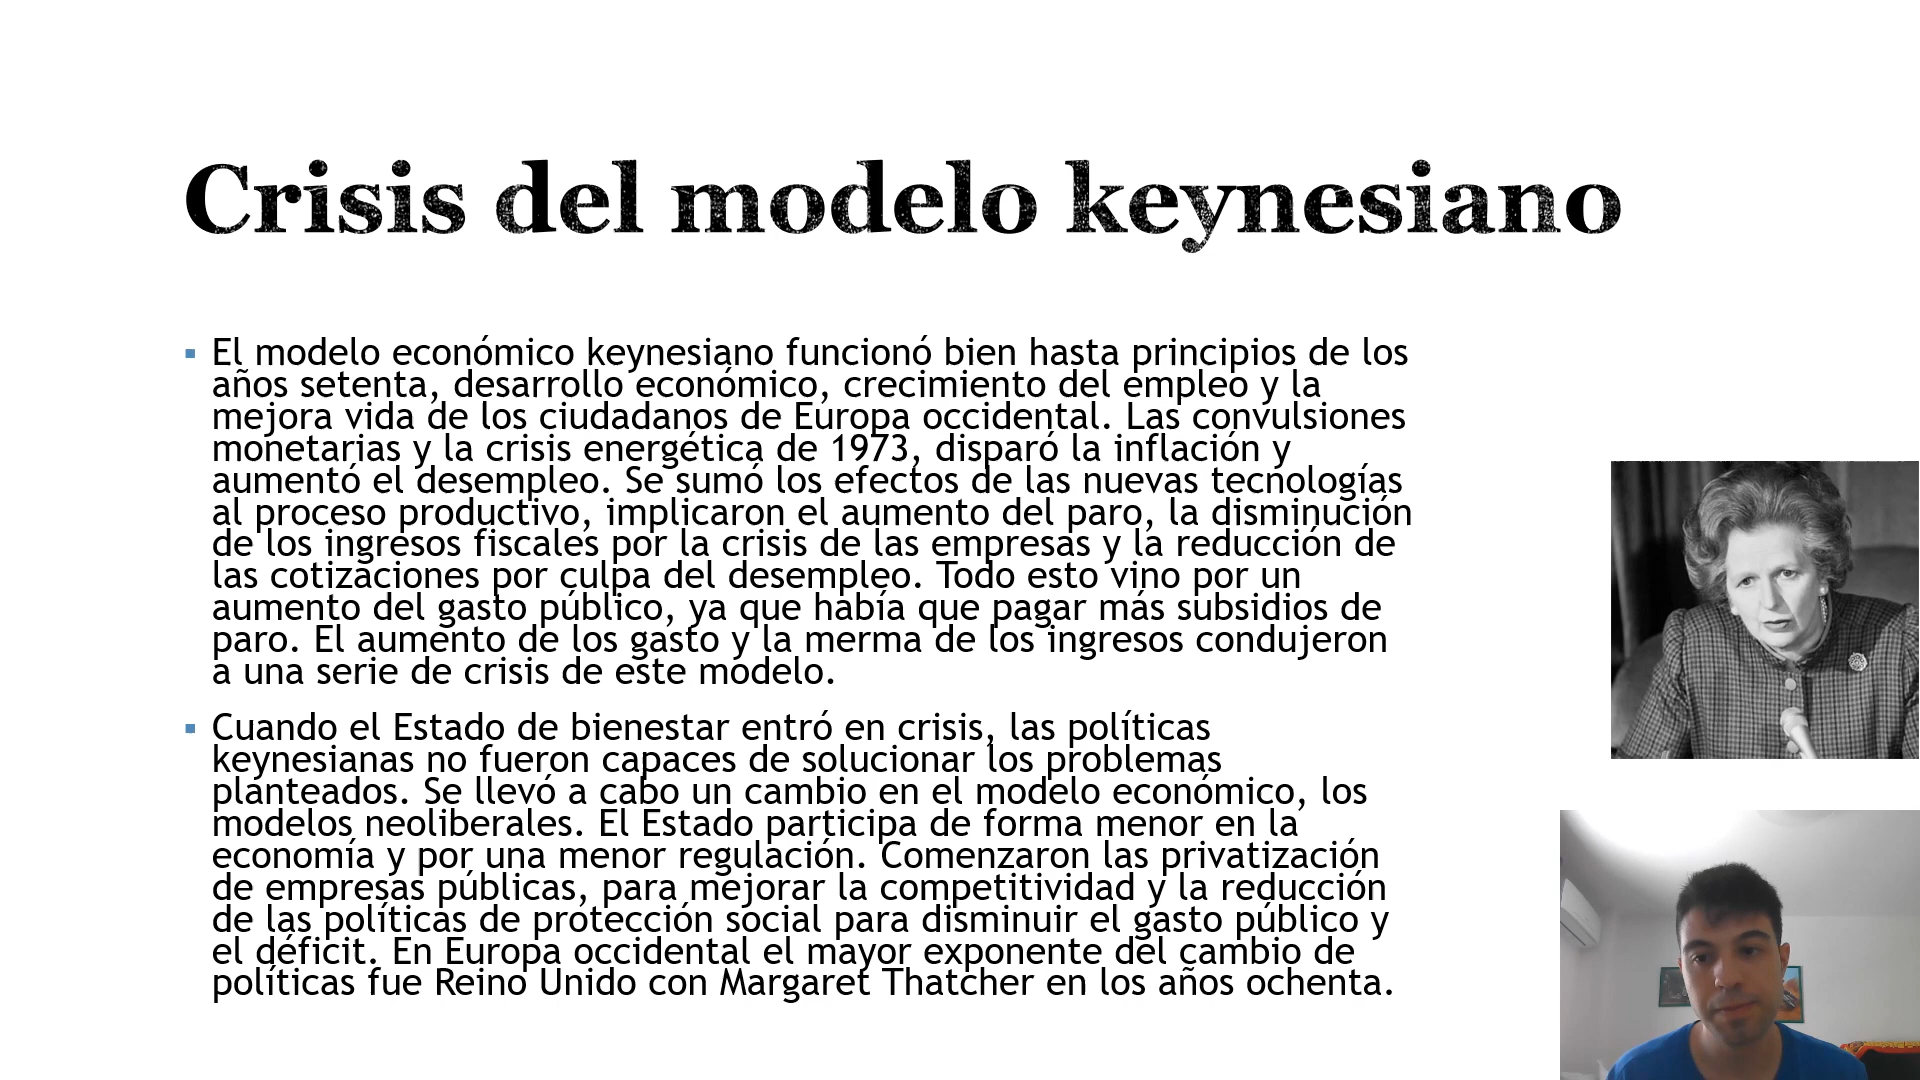 Crisis del modelo keynesiano
El modelo económico keynesiano funcionó bien hasta principios de los
años setenta, desarrollo económico, crecimiento del empleo y la
mejora vida de los ciudadanos de Europa occidental. Las convulsiones
monetarias y la crisis energética de 1973, disparó la inflación y
aumentó el desempleo. Se sumó los efectos de las nuevas tecnologías
al proceso productivo, implicaron el aumento del paro, la disminución
de los ingresos fiscales por la crisis de las empresas y la reducción de
las cotizaciones por culpa del desempleo. Todo esto vino por un
aumento del gasto público, ya que había que pagar más subsidios de
paro. El aumento de los gasto y la merma de los ingresos condujeron
a una serie de crisis de este modelo.
Cuando el Estado de bienestar entró en crisis, las políticas
keynesianas no fueron capaces de solucionar los problemas
planteados. Se llevó a cabo un cambio en el modelo económico, los
modelos neoliberales. El Estado participa de forma menor en la
economía y por una menor regulación. Comenzaron las privatización
de empresas públicas, para mejorar la competitividad y la reducción
de las políticas de protección social para disminuir el gasto público y
el déficit. En Europa occidental el mayor exponente del cambio de
políticas fue Reino Unido con Margaret Thatcher en los años ochenta.